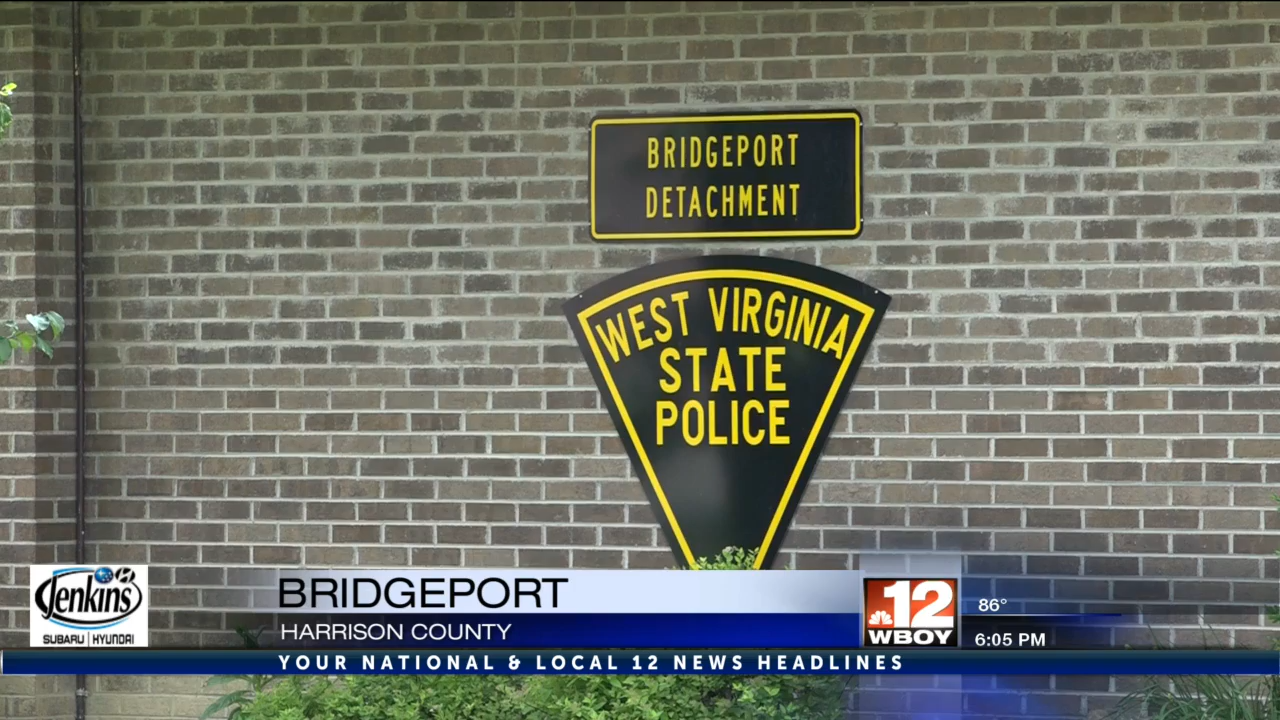 BRIDGEPORT
DETACHMENT
WEST VIRGINIA
STATE
POLICE
Jenkins
SUBARU | HYUNDAI
BRIDGEPORT
HARRISON COUNTY
12
WBOY
86°
6:05 PM
YOUR NATIONAL & LOCAL 12 NEWS HEADLINES